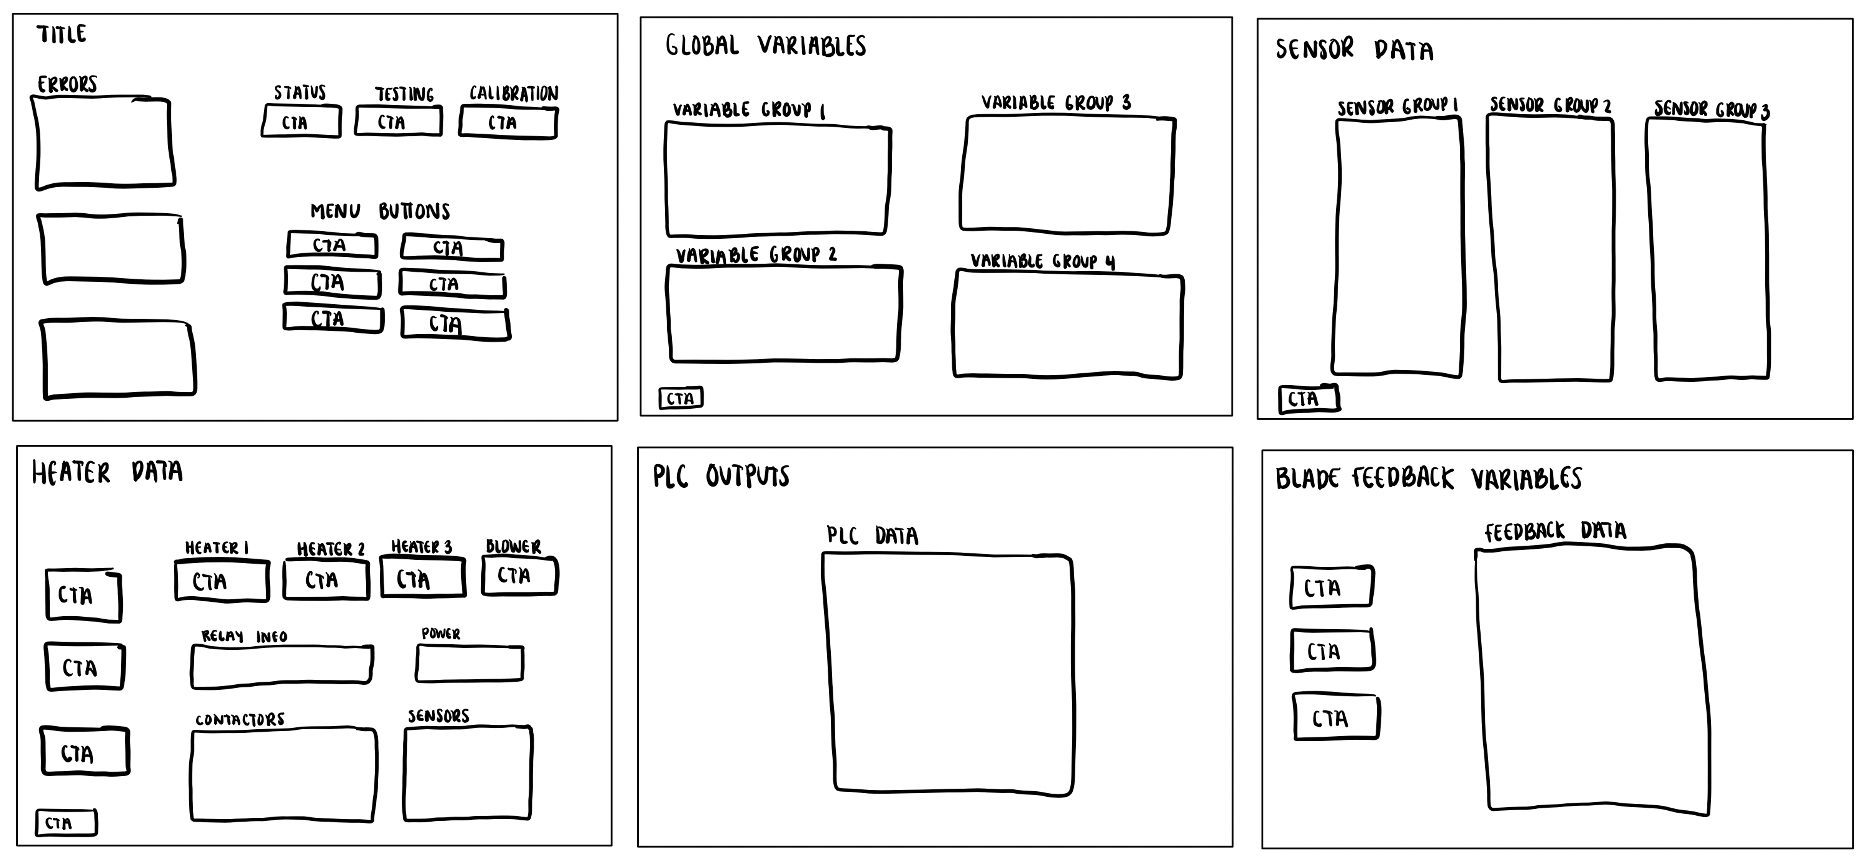 TITLE
ERRORS
STATUS TESTING CALIBRATION
CTA CTA CTA
MENU BUTTONS
CTA CTA
CTA CTA
CTA CTA
GLOBAL VARIABLES
VARIABLE GROUP 1 VARIABLE GROUP 3
VARIABLE GROUP 2 VARIABLE GROUP 4
CTA
SENSOR DATA
SENSOR GROUP 1 SENSOR GROUP 2 SENSOR GROUP 3
CTA
HEATER DATA
HEATER 1 HEATER 2 HEATER 3 BLOWER
CTA CTA CTA CTA
CTA
RELAY INFO POWER
CTA
CONTACTORS SENSORS
CTA
CTA
PLC OUTPUTS
PLC DATA
BLADE FEEDBACK VARIABLES
FEEDBACK DATA
CTA
CTA
CTA